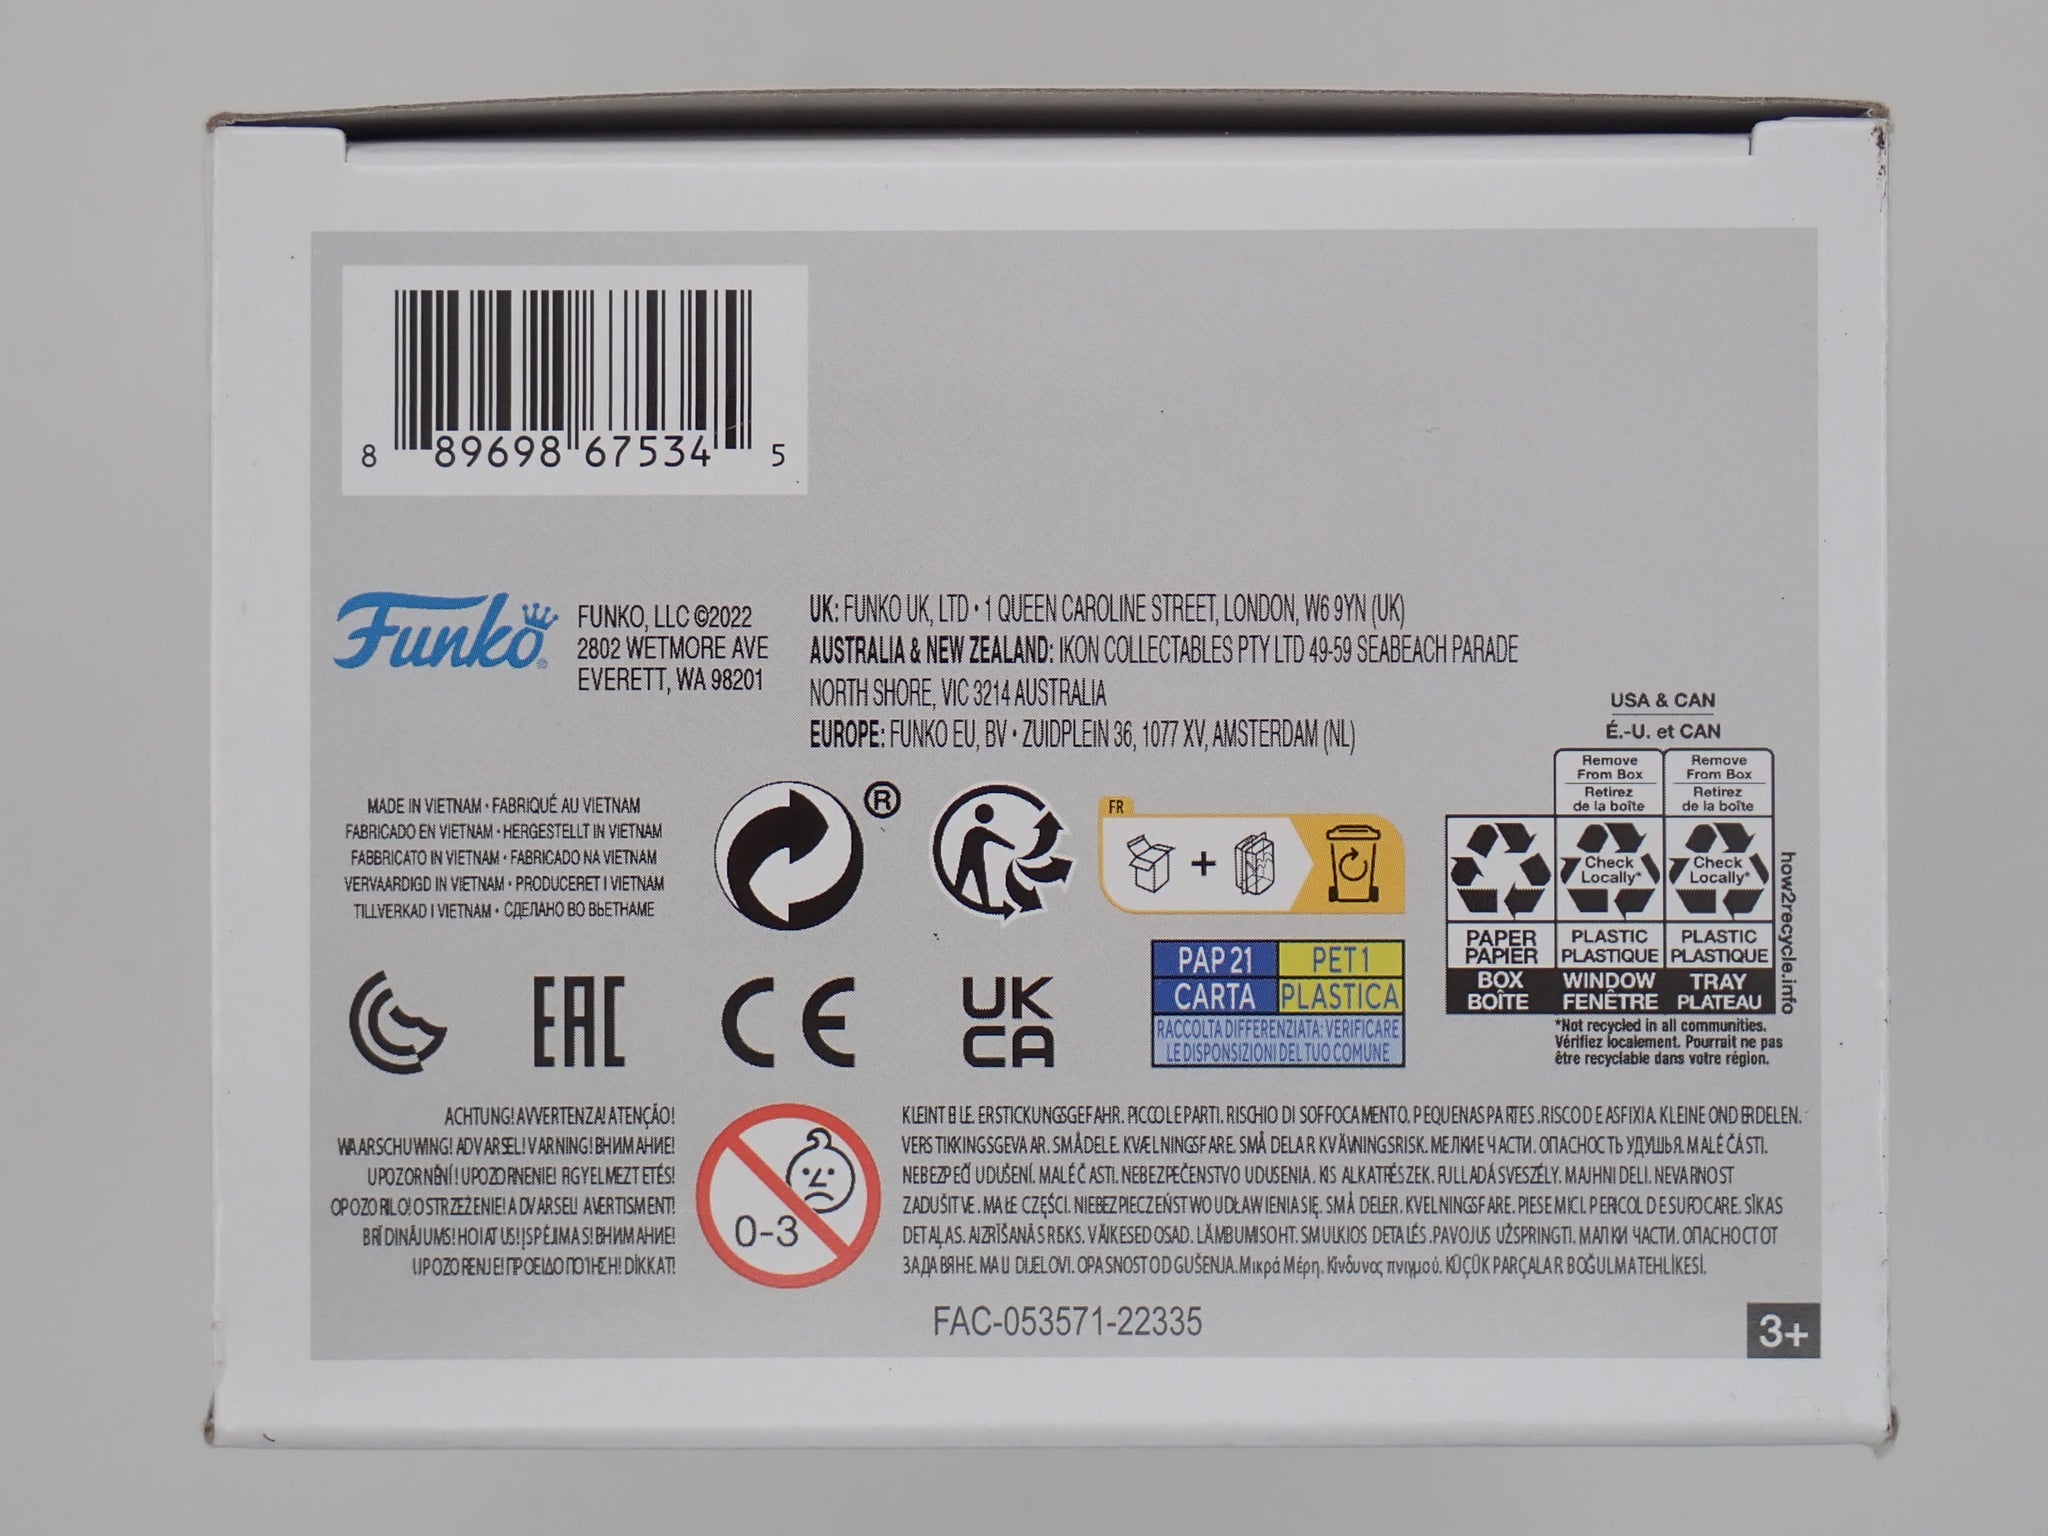 8 89698 67534 5
Funko®
FUNKO, LLC ©2022
2802 WETMORE AVE
EVERETT, WA 98201
UK: FUNKO UK, LTD • 1 QUEEN CAROLINE STREET, LONDON, W6 9YN (UK)
AUSTRALIA & NEW ZEALAND: IKON COLLECTABLES PTY LTD 49-59 SEABEACH PARADE
NORTH SHORE, VIC 3214 AUSTRALIA
EUROPE: FUNKO EU, BV • ZUIDPLEIN 36, 1077 XV, AMSTERDAM (NL)
MADE IN VIETNAM • FABRIQUÉ AU VIETNAM
FABRICADO EN VIETNAM • HERGESTELLT IN VIETNAM
FABBRICATO IN VIETNAM • FABRICADO NA VIETNAM
VERVAARDIGD IN VIETNAM • PRODUCERET I VIETNAM
TILLVERKAD I VIETNAM • СДЕЛАНО ВО ВЬЕТНАМЕ
®
FR
+
USA & CAN
É.-U. et CAN
Remove
From Box
Retirez
de la boîte
Remove
From Box
Retirez
de la boîte
Check
Locally*
Check
Locally*
PAPER
PAPIER
PLASTIC
PLASTIQUE
PLASTIC
PLASTIQUE
BOX
BOÎTE
WINDOW
FENÊTRE
TRAY
PLATEAU
how2recycle.info
*Not recycled in all communities.
Vérifiez localement. Pourrait ne pas
être recyclable dans votre région.
EAC
CE
UK
CA
PAP 21
PET 1
CARTA
PLASTICA
RACCOLTA DIFFERENZIATA: VERIFICARE
LE DISPONSIZIONI DEL TUO COMUNE
ACHTUNG! AVVERTENZA! ATENÇÃO!
WAARSCHUWING! ADVARSEL! VARNING! ВНИМАНИЕ!
UPOZORNĚNÍ! UPOZORNENIE! FIGYELMEZTETÉS!
OPOZORILO! OSTRZEŻENIE! ADVARSEL! AVERTISMENT!
BRĪDINĀJUMS! HOIATUS! ĮSPĖJIMAS! ВНИМАНИЕ!
UPOZORENJE! ΠΡΟΕΙΔΟΠΟΙΗΣΗ! DİKKAT!
0-3
KLEINTEILE. ERSTICKUNGSGEFAHR. PICCOLE PARTI. RISCHIO DI SOFFOCAMENTO. PEQUENAS PARTES. RISCO DE ASFIXIA. KLEINE ONDERDELEN.
VERSTIKKINGSGEVAAR. SMÅDELE. KVÆLNINGSFARE. SMÅ DELAR KVÄVNINGSRISK. МЕЛКИЕ ЧАСТИ. ОПАСНОСТЬ УДУШЬЯ. MALÉ ČÁSTI.
NEBEZPEČÍ UDUŠENÍ. MALÉ ČASTI. NEBEZPEČENSTVO UDUSENIA. KIS ALKATRÉSZEK. FULLADÁSVESZÉLY. MAJHNI DELI. NEVARNOST
ZADUŠITVE. MAŁE CZĘŚCI. NIEBEZPIECZEŃSTWO UDŁAWIENIA SIĘ. SMÅ DELER. KVELNINGSFARE. PIESE MICI. PERICOL DE SUFOCARE. SĪKAS
DETAĻAS. AIZRĪŠANĀS RISKS. VÄIKESED OSAD. LÄMBUMISOHT. SMULKIOS DETALĖS. PAVOJUS UŽSPRINGTI. МАЛКИ ЧАСТИ. ОПАСНОСТ ОТ
ЗАДАВЯНЕ. MALI DIJELOVI. OPASNOST OD GUŠENJA. Μικρά Μέρη. Κίνδυνος πνιγμού. KÜÇÜK PARÇALAR BOĞULMA TEHLİKESİ.
FAC-053571-22335
3+